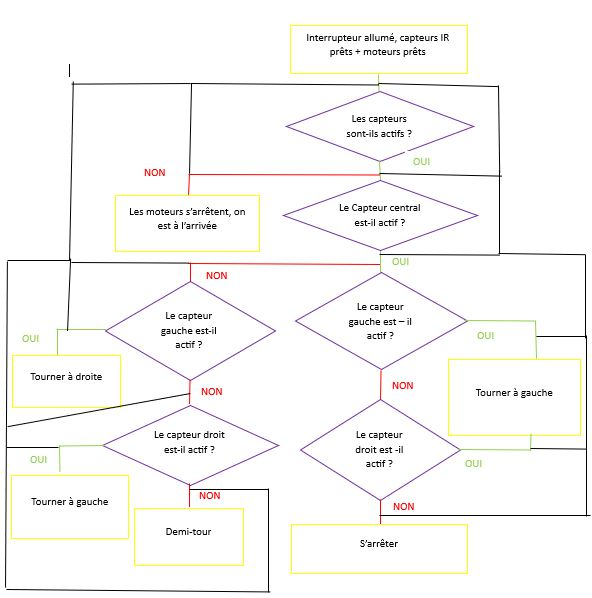 Interrupteur allumé, capteurs IR
prêts + moteurs prêts
Les capteurs
sont-ils actifs ?
OUI
NON
Les moteurs s’arrêtent, on
est à l’arrivée
Le Capteur central
est-il actif ?
OUI
NON
Le capteur
gauche est-il
actif ?
Le capteur
gauche est – il
actif ?
OUI
OUI
Tourner à droite
NON
NON
Tourner à gauche
Le capteur droit
est-il actif ?
Le capteur
droit est -il
actif ?
OUI
OUI
Tourner à gauche
NON
NON
Demi-tour
S’arrêter